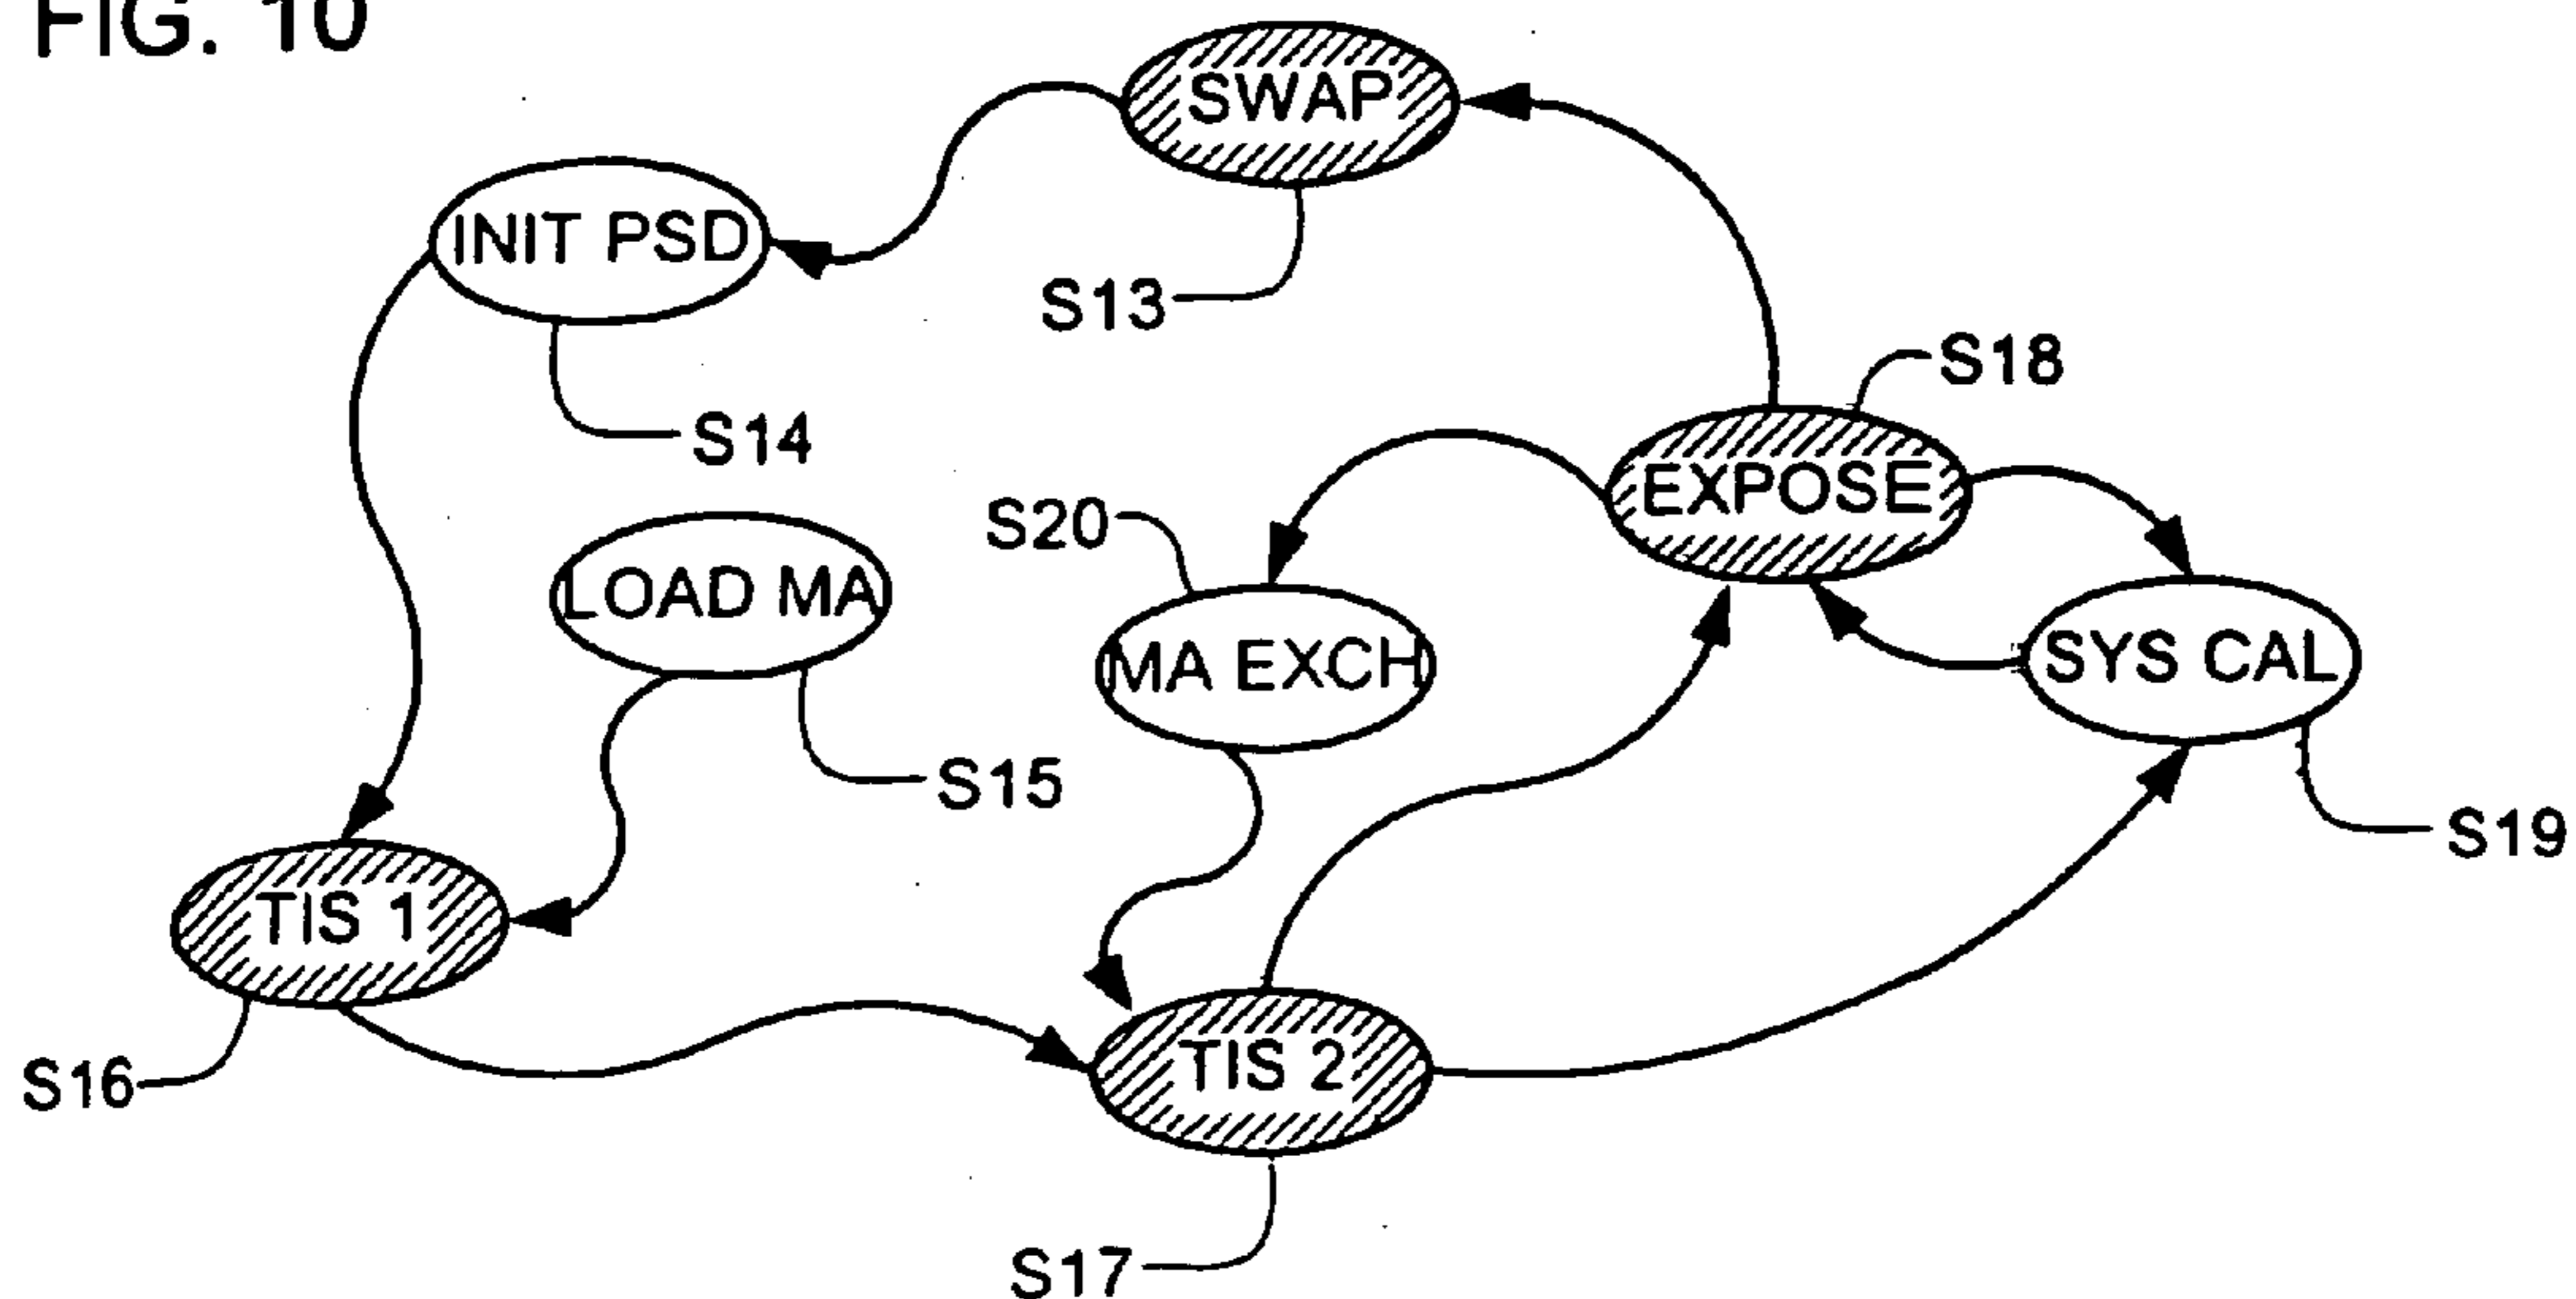 FIG. 10
SWAP
INIT PSD
S13
S18
S14
EXPOSE
S20
LOAD MA
MA EXCH
SYS CAL
S15
S19
TIS 1
TIS 2
S16
S17